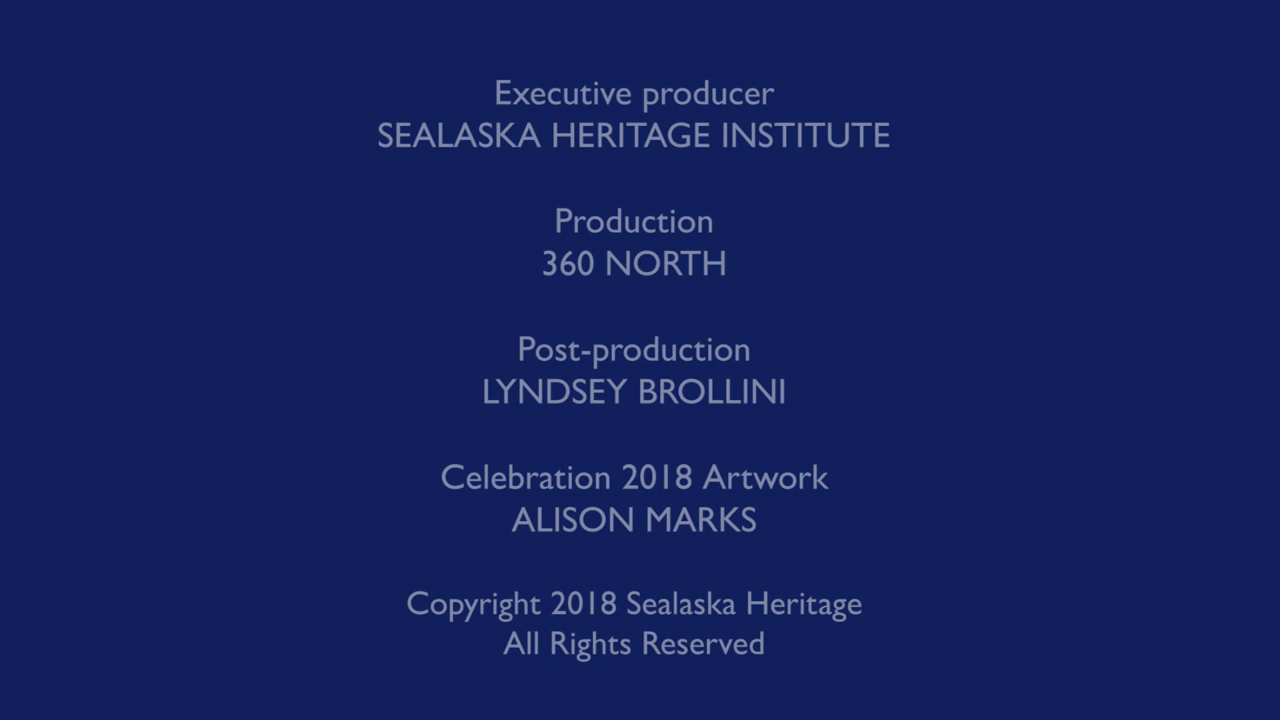 Executive producer
SEALASKA HERITAGE INSTITUTE
Production
360 NORTH
Post-production
LYNDSEY BROLLINI
Celebration 2018 Artwork
ALISON MARKS
Copyright 2018 Sealaska Heritage
All Rights Reserved